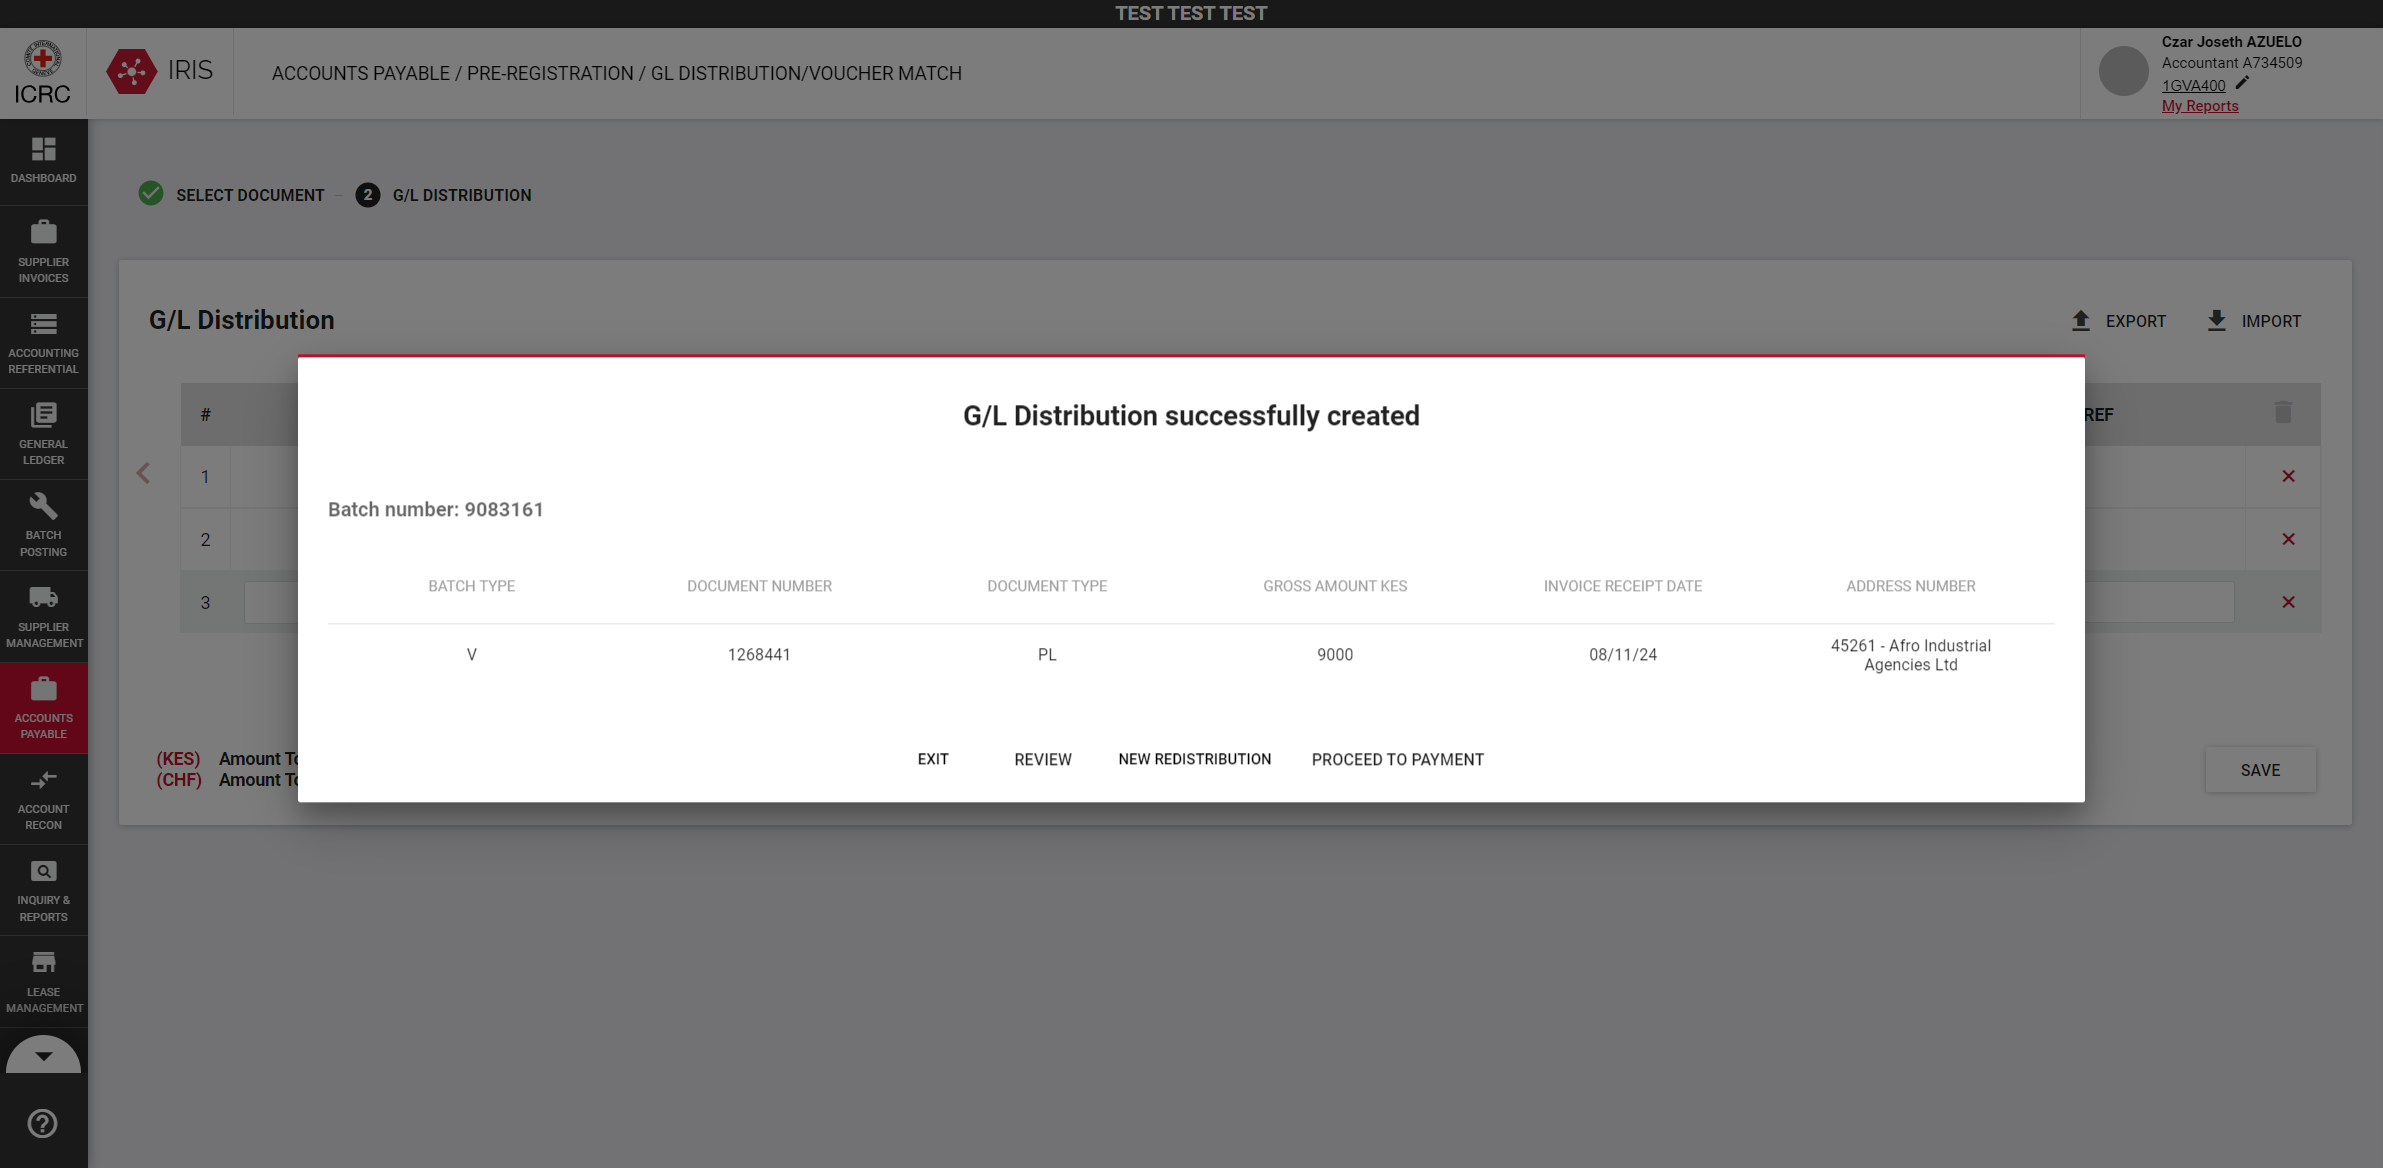 TEST TEST TEST
ICRC
IRIS
ACCOUNTS PAYABLE / PRE-REGISTRATION / GL DISTRIBUTION/VOUCHER MATCH
Czar Joseth AZUELO
Accountant A734509
1GVA400
My Reports
DASHBOARD
SUPPLIER
INVOICES
ACCOUNTING
REFERENTIAL
GENERAL
LEDGER
BATCH
POSTING
SUPPLIER
MANAGEMENT
ACCOUNTS
PAYABLE
ACCOUNT
RECON
INQUIRY &
REPORTS
LEASE
MANAGEMENT
SELECT DOCUMENT
2 G/L DISTRIBUTION
G/L Distribution
EXPORT IMPORT
# REF
1
2
3
G/L Distribution successfully created
Batch number: 9083161
BATCH TYPE DOCUMENT NUMBER DOCUMENT TYPE GROSS AMOUNT KES INVOICE RECEIPT DATE ADDRESS NUMBER
V 1268441 PL 9000 08/11/24 45261 - Afro Industrial
Agencies Ltd
EXIT REVIEW NEW REDISTRIBUTION PROCEED TO PAYMENT
(KES) Amount
(CHF) Amount
SAVE